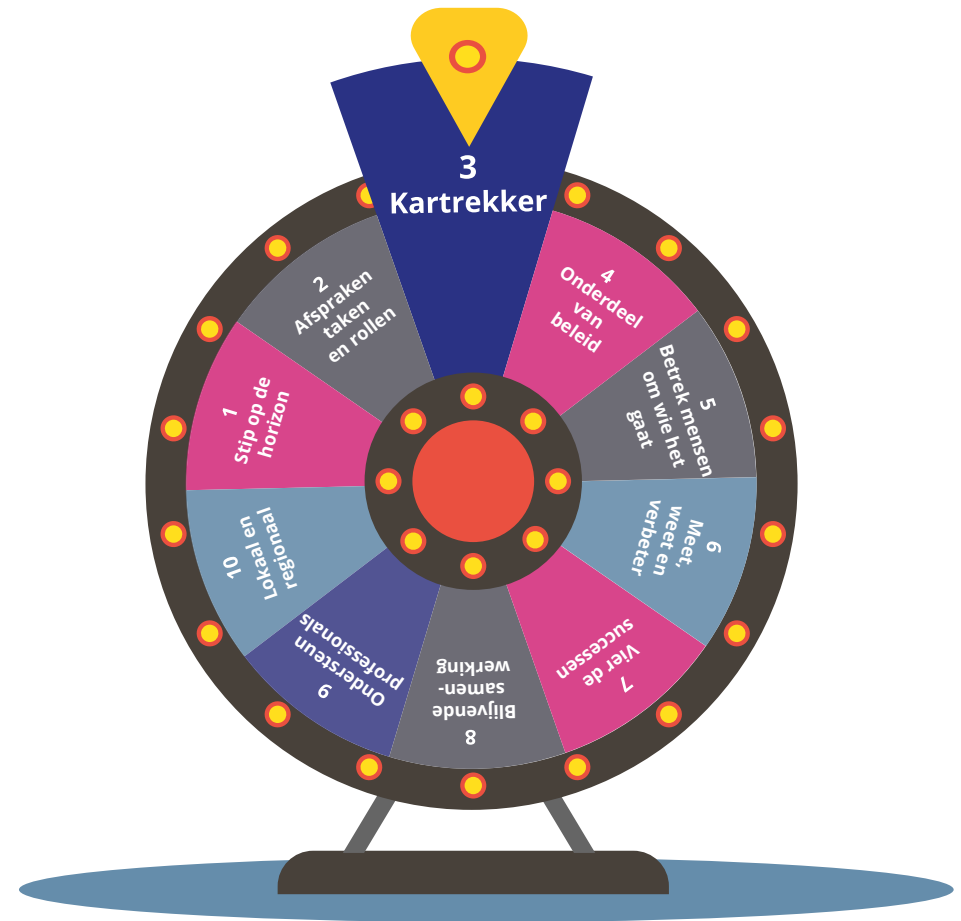 3
Kartrekker
4
Onderdeel
van
beleid
5
Betrek mensen
om wie het
gaat
6
Meet,
weet en
verbeter
7
Vier de
successen
8
Blijvende
samen-
werking
9
Ondersteun
professionals
10
Lokaal en
regionaal
1
Stip op de
horizon
2
Afspraken
taken
en rollen